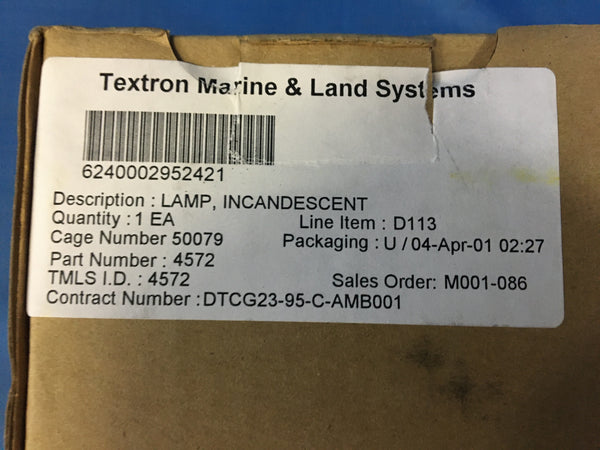 Textron Marine & Land Systems
6240002952421
Description : LAMP, INCANDESCENT
Quantity : 1 EA Line Item : D113
Cage Number 50079 Packaging : U / 04-Apr-01 02:27
Part Number : 4572
TMLS I.D. : 4572 Sales Order: M001-086
Contract Number : DTCG23-95-C-AMB001